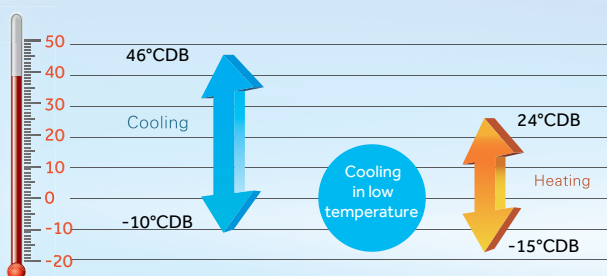 50
40
30
20
10
0
-10
-20
46°CDB
Cooling
-10°CDB
Cooling
in low
temperature
24°CDB
Heating
-15°CDB